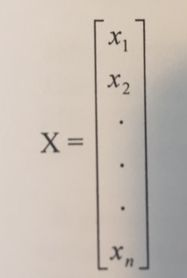 x₁
x₂
.
X = .
.
xₙ